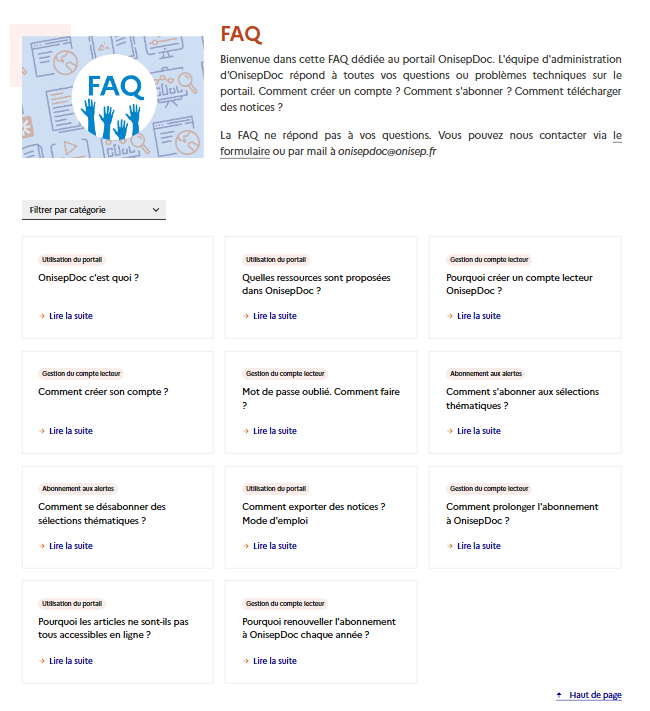 FAQ
FAQ
Bienvenue dans cette FAQ dédiée au portail OnisepDoc. L'équipe d'administration
d'OnisepDoc répond à toutes vos questions ou problèmes techniques sur le
portail. Comment créer un compte ? Comment s'abonner ? Comment télécharger
des notices ?
La FAQ ne répond pas à vos questions. Vous pouvez nous contacter via le
formulaire ou par mail à onisepdoc@onisep.fr
Filtrer par catégorie
Utilisation du portail
OnisepDoc c'est quoi ?
Lire la suite
Utilisation du portail
Quelles ressources sont proposées
dans OnisepDoc ?
Lire la suite
Gestion du compte lecteur
Pourquoi créer un compte lecteur
OnisepDoc ?
Lire la suite
Gestion du compte lecteur
Comment créer son compte ?
Lire la suite
Gestion du compte lecteur
Mot de passe oublié. Comment faire
?
Lire la suite
Abonnement aux alertes
Comment s'abonner aux sélections
thématiques ?
Lire la suite
Abonnement aux alertes
Comment se désabonner des
sélections thématiques ?
Lire la suite
Utilisation du portail
Comment exporter des notices ?
Mode d'emploi
Lire la suite
Gestion du compte lecteur
Comment prolonger l'abonnement
à OnisepDoc ?
Lire la suite
Utilisation du portail
Pourquoi les articles ne sont-ils pas
tous accessibles en ligne ?
Lire la suite
Gestion du compte lecteur
Pourquoi renouveller l'abonnement
à OnisepDoc chaque année ?
Lire la suite
Haut de page